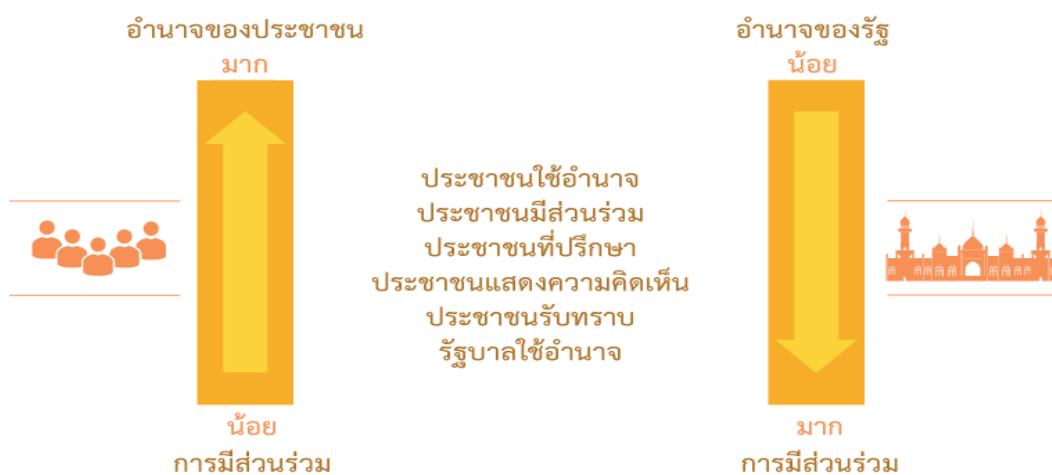 อำนาจของประชาชน
มาก
อำนาจของรัฐ
น้อย
ประชาชนใช้อำนาจ
ประชาชนมีส่วนร่วม
ประชาชนที่ปรึกษา
ประชาชนแสดงความคิดเห็น
ประชาชนรับทราบ
รัฐบาลใช้อำนาจ
น้อย
การมีส่วนร่วม
มาก
การมีส่วนร่วม